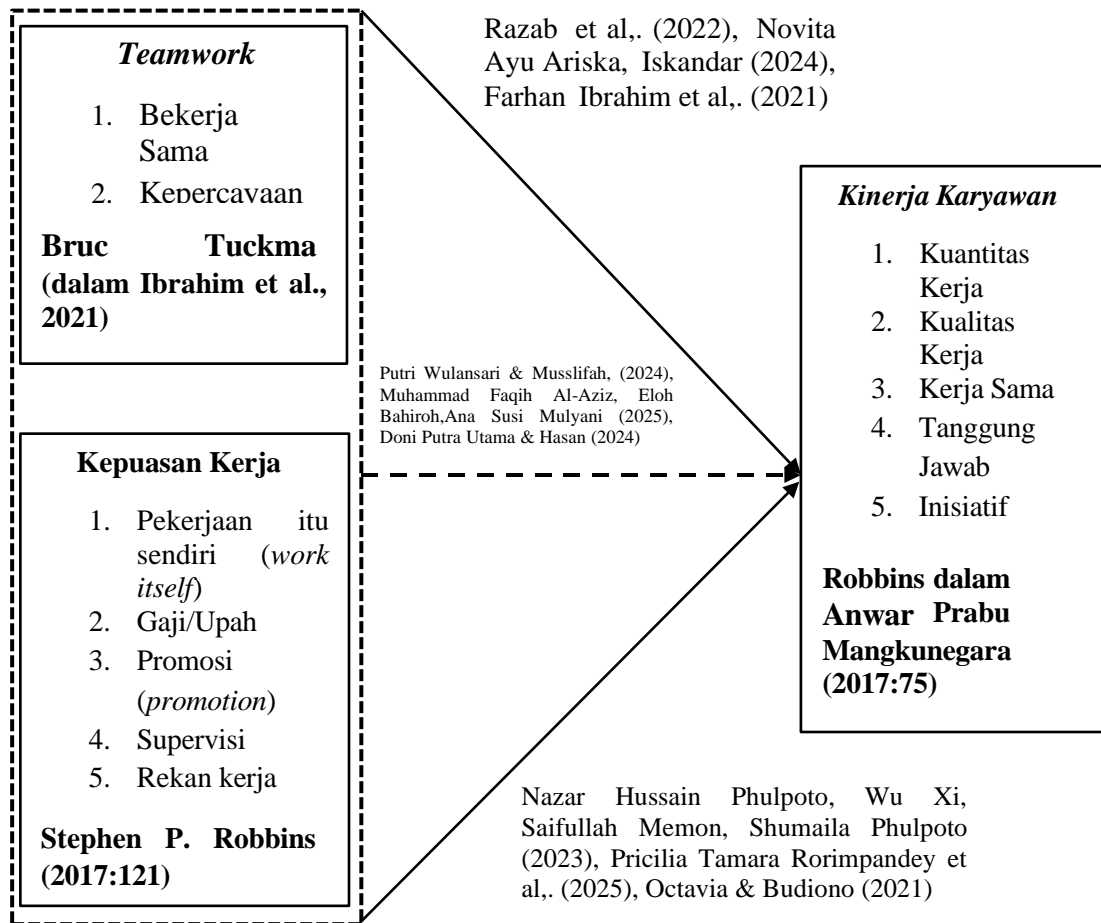 Teamwork
1. Bekerja
Sama
2. Kepercayaan
Bruc Tuckma
(dalam Ibrahim et al.,
2021)
Razab et al,. (2022), Novita
Ayu Ariska, Iskandar (2024),
Farhan Ibrahim et al,. (2021)
Putri Wulansari & Musslifah, (2024),
Muhammad Faqih Al-Aziz, Eloh
Bahiroh,Ana Susi Mulyani (2025),
Doni Putra Utama & Hasan (2024)
Kepuasan Kerja
1. Pekerjaan itu
sendiri (work
itself)
2. Gaji/Upah
3. Promosi
(promotion)
4. Supervisi
5. Rekan kerja
Stephen P. Robbins
(2017:121)
Kinerja Karyawan
1. Kuantitas
Kerja
2. Kualitas
Kerja
3. Kerja Sama
4. Tanggung
Jawab
5. Inisiatif
Robbins dalam
Anwar Prabu
Mangkunegara
(2017:75)
Nazar Hussain Phulpoto, Wu Xi,
Saifullah Memon, Shumaila Phulpoto
(2023), Pricilia Tamara Rorimpandey et
al,. (2025), Octavia & Budiono (2021)